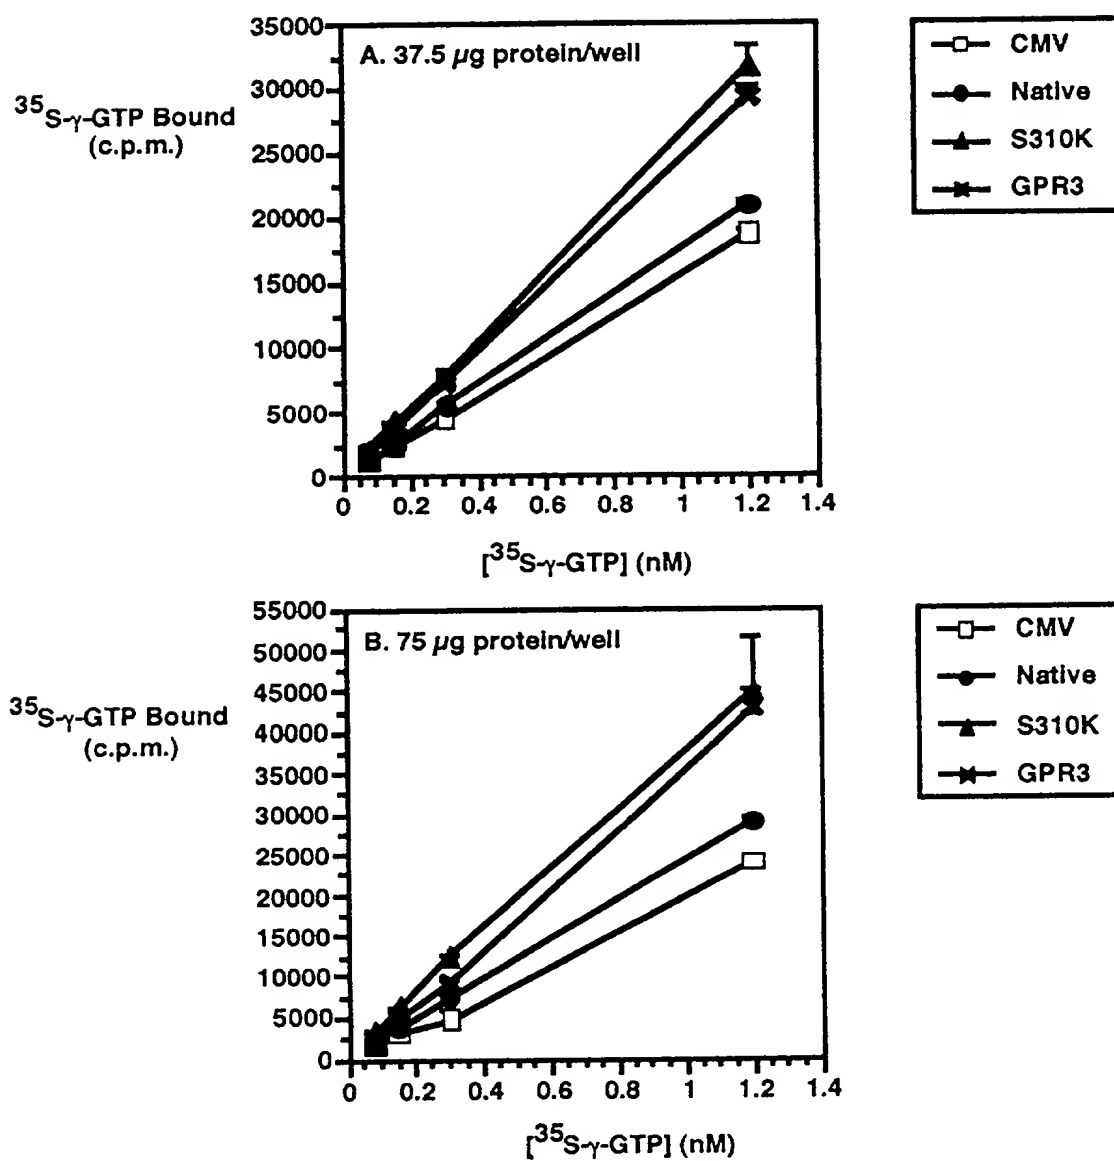 35000
30000
25000
20000
15000
10000
5000
0
A. 37.5 µg protein/well
³⁵S-γ-GTP Bound
(c.p.m.)
0 0.2 0.4 0.6 0.8 1 1.2 1.4
[³⁵S-γ-GTP] (nM)
CMV
Native
S310K
GPR3
55000
50000
45000
40000
35000
30000
25000
20000
15000
10000
5000
0
B. 75 µg protein/well
³⁵S-γ-GTP Bound
(c.p.m.)
0 0.2 0.4 0.6 0.8 1 1.2 1.4
[³⁵S-γ-GTP] (nM)
CMV
Native
S310K
GPR3